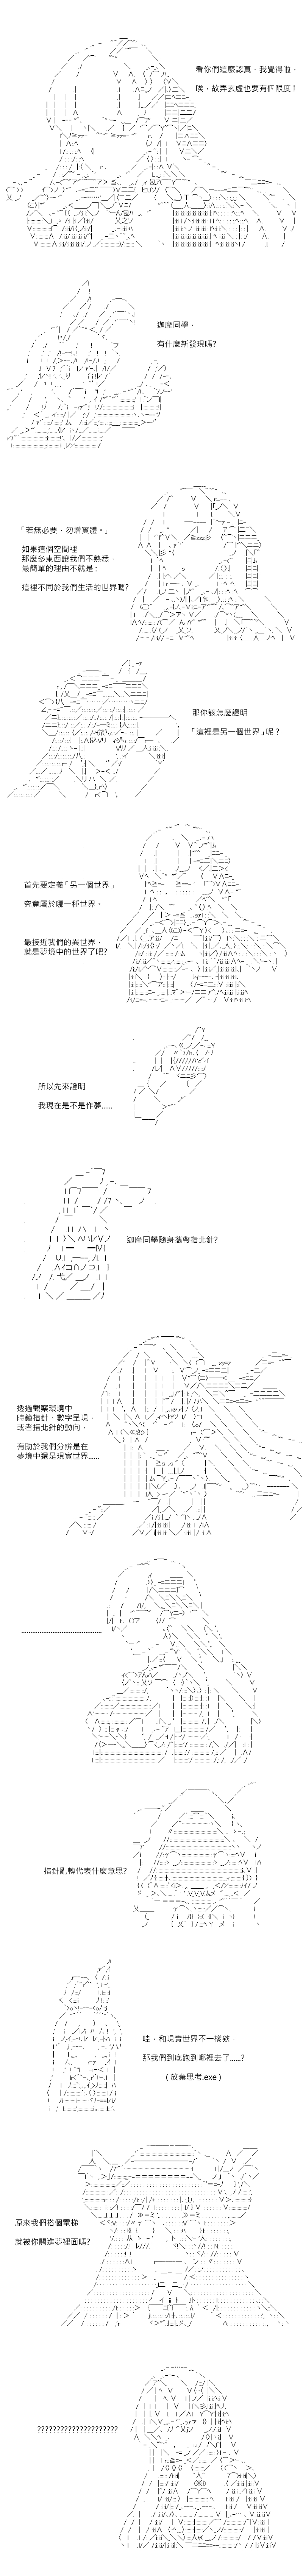 看你們這麼認真，我覺得啦，
唉，故弄玄虛也要有個限度！
迦摩同學，
有什麼新發現嗎？
「若無必要，勿增實體。」
如果這個空間裡
那麼多東西讓我們不熟悉，
最簡單的理由不就是：
這裡不同於我們生活的世界嗎？
那你該怎麼證明
「這裡是另一個世界」呢？
首先要定義「另一個世界」
究竟屬於哪一種世界。
最接近我們的異世界，
就是夢境中的世界了吧？
所以先來證明
我現在是不是作夢......
迦摩同學隨身攜帶指北針？
透過觀察環境中
時鐘指針、數字呈現，
或者指北針的動向，
有助於我們分辨是在
夢境中還是現實世界......
指針亂轉代表什麼意思？
哇，和現實世界不一樣欸，
那我們到底跑到哪裡去了......？
（放棄思考.exe）
原來我們搭個電梯
就被你關進夢裡面嗎？
??????????????????????